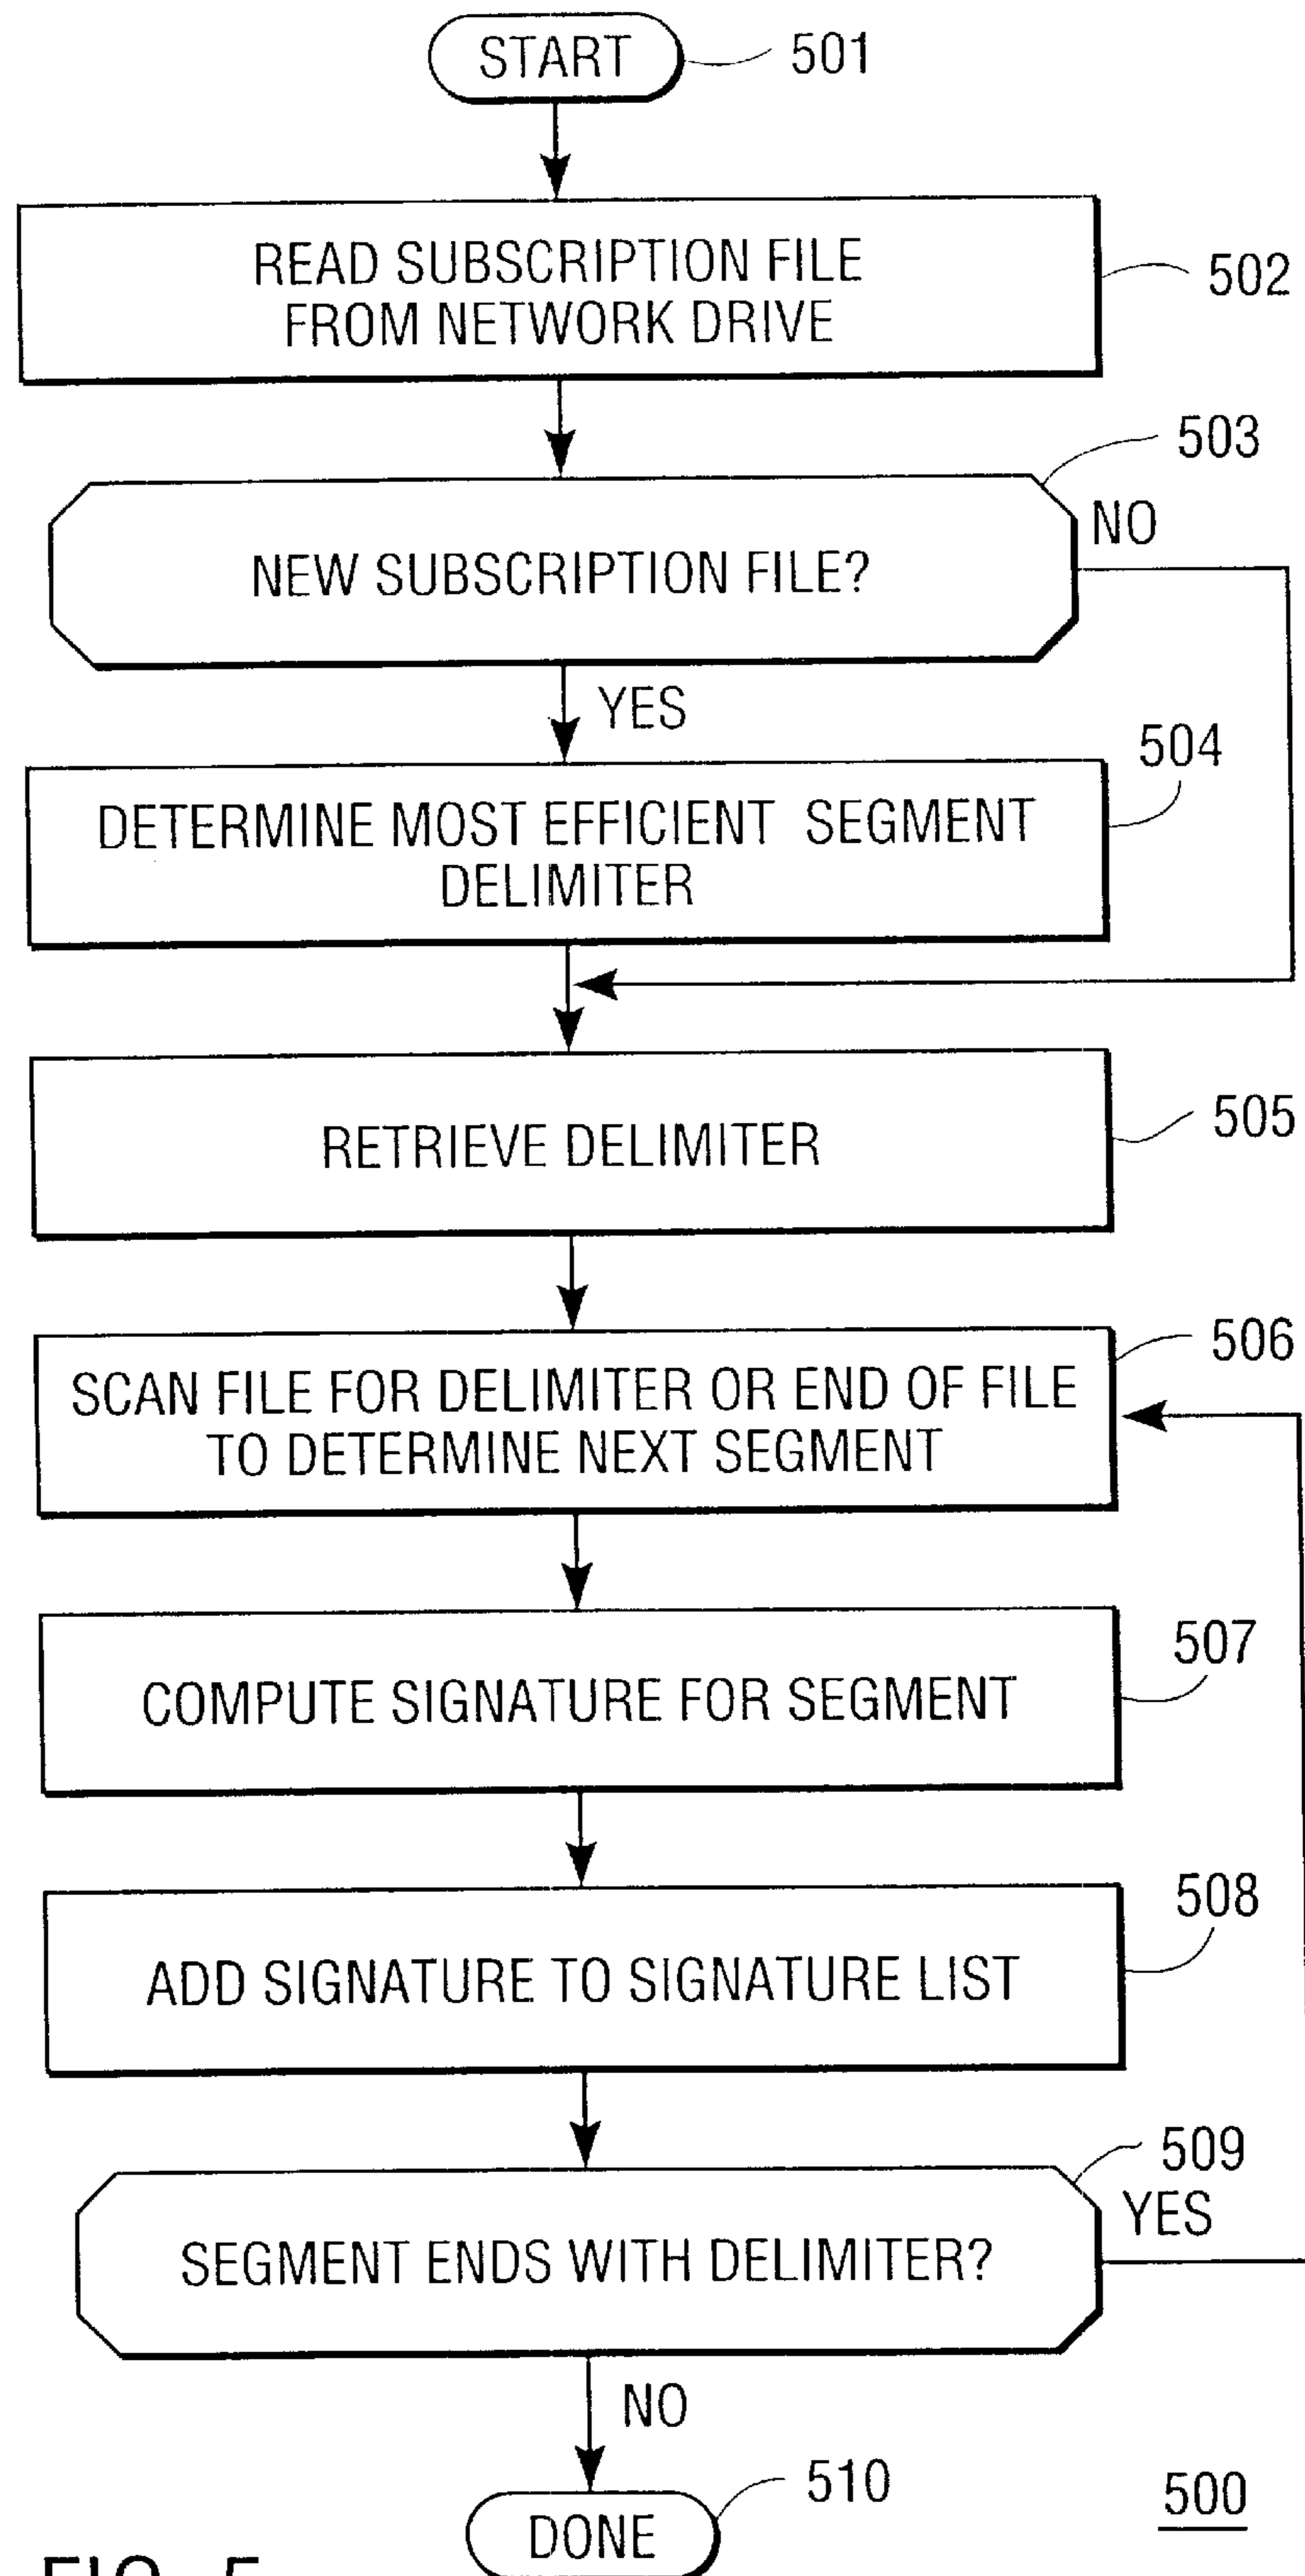 START
501
READ SUBSCRIPTION FILE
FROM NETWORK DRIVE
502
503
NEW SUBSCRIPTION FILE?
NO
YES
504
DETERMINE MOST EFFICIENT SEGMENT
DELIMITER
RETRIEVE DELIMITER
505
506
SCAN FILE FOR DELIMITER OR END OF FILE
TO DETERMINE NEXT SEGMENT
507
COMPUTE SIGNATURE FOR SEGMENT
508
ADD SIGNATURE TO SIGNATURE LIST
509
YES
SEGMENT ENDS WITH DELIMITER?
NO
510
DONE
500
FIG. 5